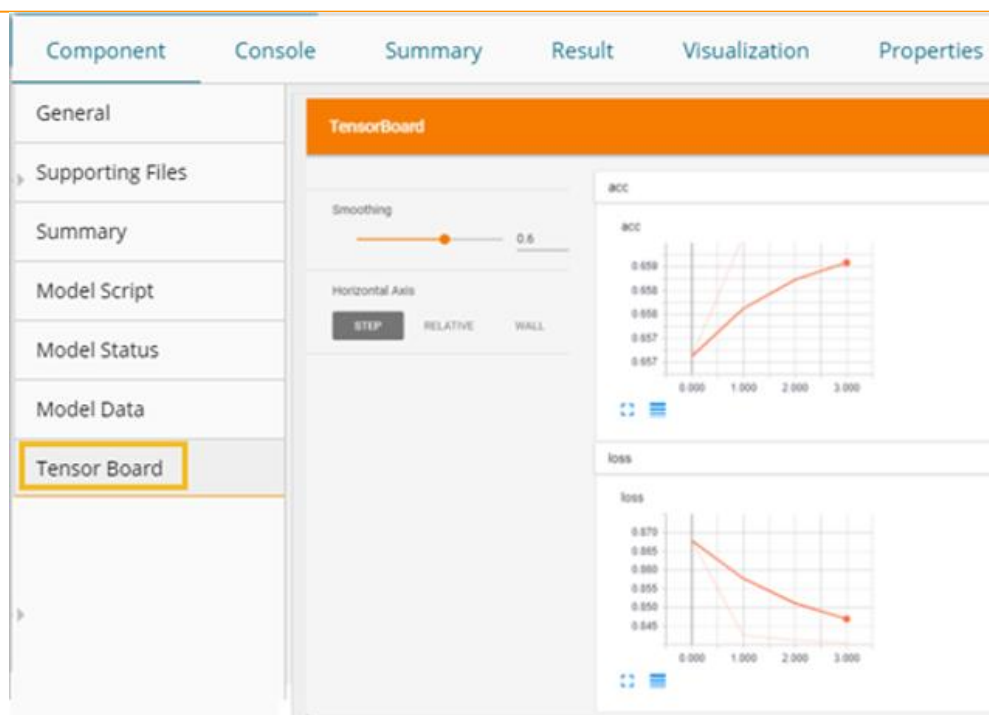 Component Console Summary Result Visualization Properties
General
Supporting Files
Summary
Model Script
Model Status
Model Data
Tensor Board
TensorBoard
Smoothing
0.6
Horizontal Axis
STEP RELATIVE WALL
acc
acc
0.659
0.658
0.658
0.657
0.657
0.000 1.000 2.000 3.000
loss
loss
0.870
0.865
0.860
0.855
0.850
0.845
0.000 1.000 2.000 3.000